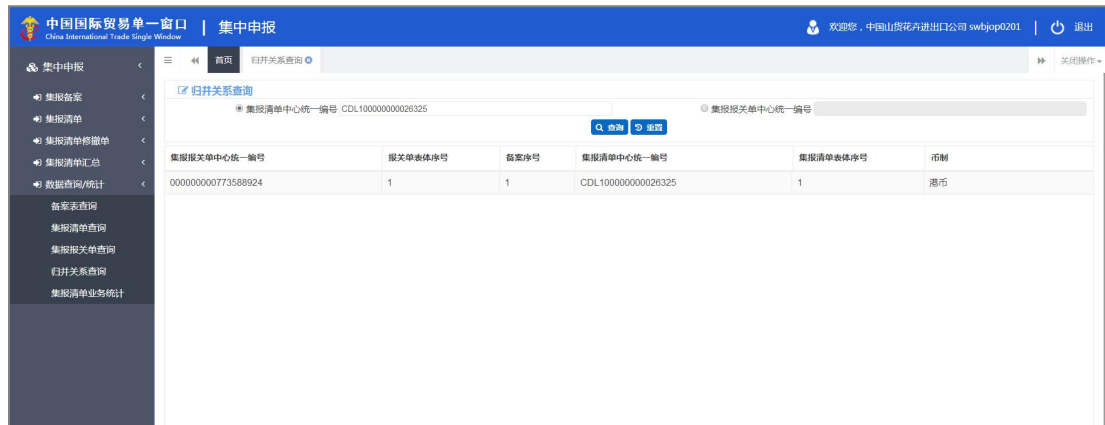 中国国际贸易单一窗口 | 集中申报
China International Trade Single Window
欢迎您，中国山货花卉进出口公司 swbjop0201 | 退出
集中申报
首页 归并关系查询 关闭操作
集报备案
集报清单
集报清单修撤单
集报清单汇总
数据查询/统计
备案表查询
集报清单查询
集报报关单查询
归并关系查询
集报清单业务统计
归并关系查询
集报清单中心统一编号 CDL100000000026325 集报报关单中心统一编号
查询 重置
集报报关单中心统一编号 报关单表体序号 备案序号 集报清单中心统一编号 集报清单表体序号 币制
000000000773588924 1 1 CDL100000000026325 1 港币